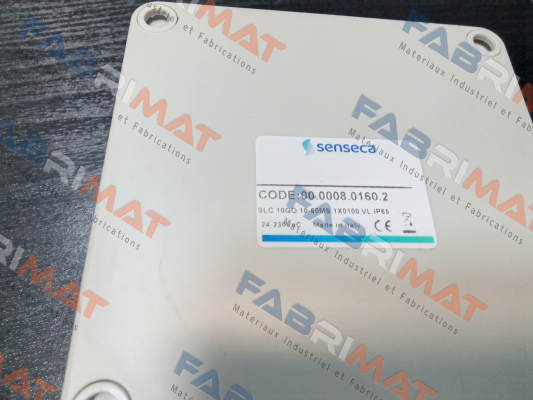 senseca
CODE:00.0008.0160.2
SLC 10GO 10-60MS 1X0100.VL.IP65
24-230VAC Made in Italy CE
FABRIMAT
Matériaux Industriel et Fabrications